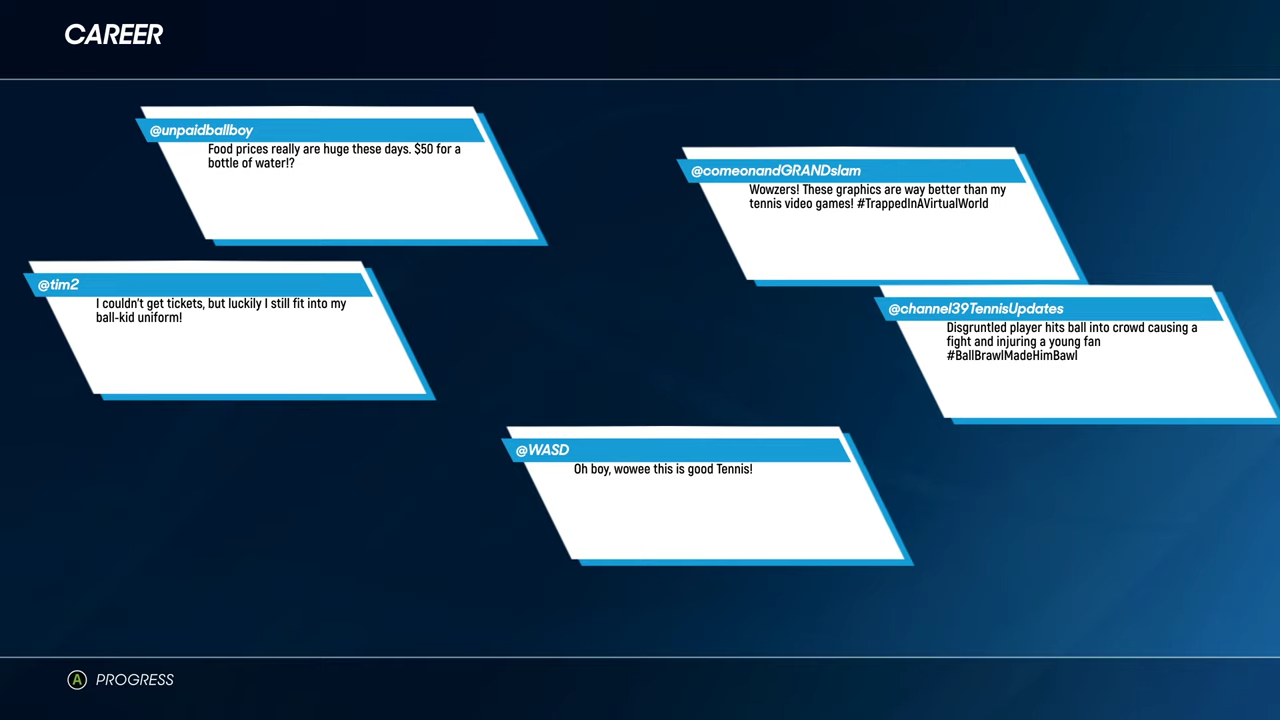 CAREER
@unpaidballboy
Food prices really are huge these days. $50 for a
bottle of water!?
@comeonandGRANDslam
Wowzers! These graphics are way better than my
tennis video games! #TrappedInAVirtualWorld
@tim2
I couldn't get tickets, but luckily I still fit into my
ball-kid uniform!
@channel39TennisUpdates
Disgruntled player hits ball into crowd causing a
fight and injuring a young fan
#BallBrawlMadeHimBawl
@WASD
Oh boy, wowee this is good Tennis!
A PROGRESS